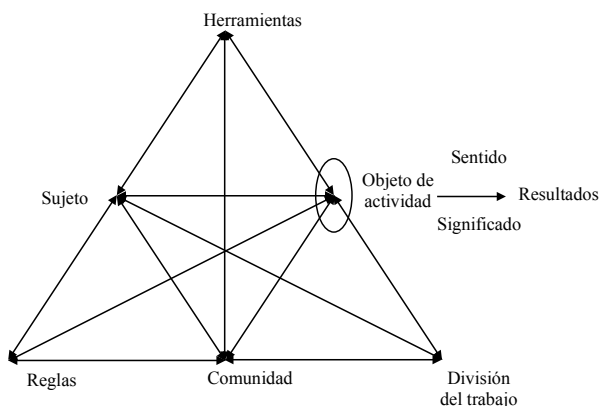 Herramientas
Sentido
Sujeto
Objeto de
actividad
Resultados
Significado
Reglas
Comunidad
División
del trabajo